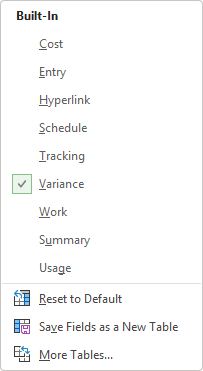 Built-In
Cost
Entry
Hyperlink
Schedule
Tracking
Variance
Work
Summary
Usage
Reset to Default
Save Fields as a New Table
More Tables...